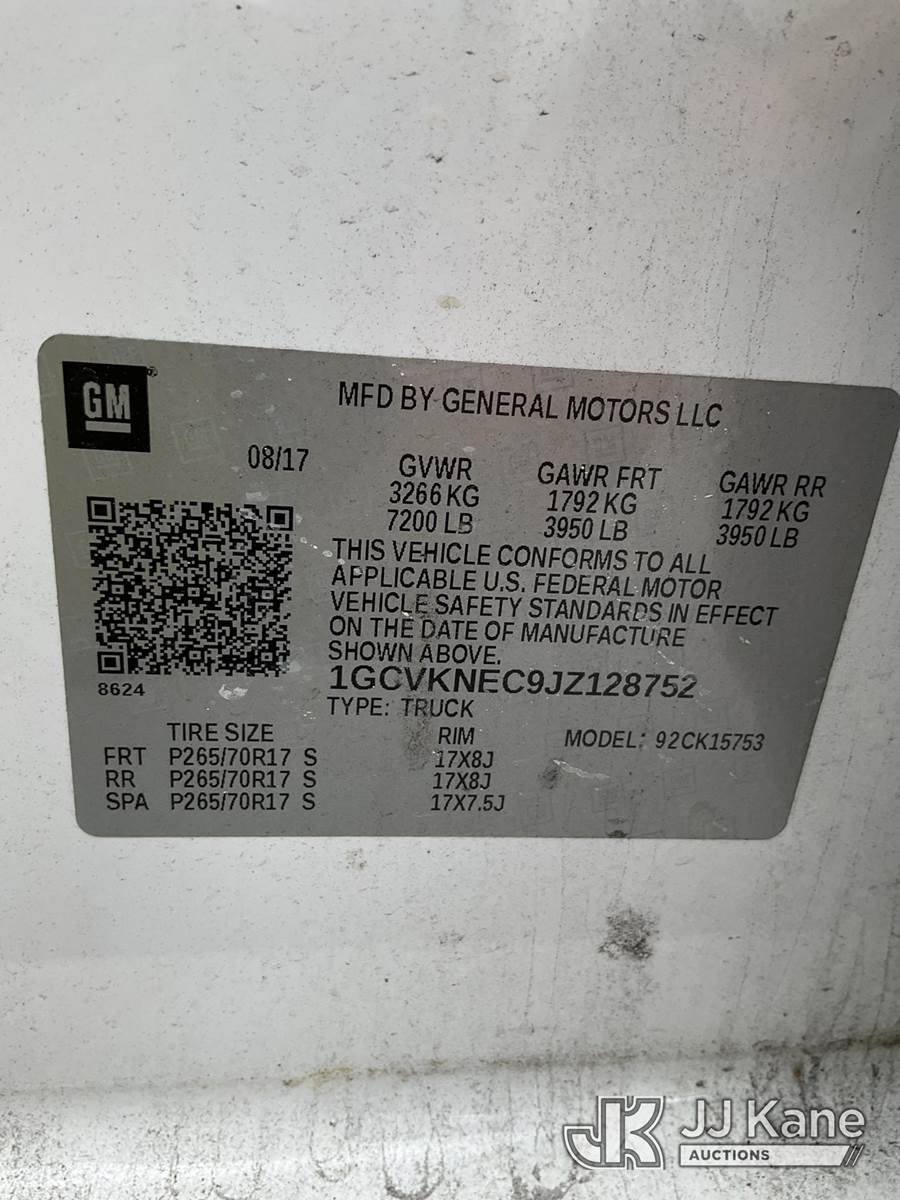 GM
MFD BY GENERAL MOTORS LLC
08/17
GVWR
3266 KG
7200 LB
GAWR FRT
1792 KG
3950 LB
GAWR RR
1792 KG
3950 LB
THIS VEHICLE CONFORMS TO ALL
APPLICABLE U.S. FEDERAL MOTOR
VEHICLE SAFETY STANDARDS IN EFFECT
ON THE DATE OF MANUFACTURE
SHOWN ABOVE.
8624
1GCVKNEC9JZ128752
TYPE: TRUCK
TIRE SIZE
RIM
MODEL: 92CK15753
FRT P265/70R17 S 17X8J
RR P265/70R17 S 17X8J
SPA P265/70R17 S 17X7.5J
JK JJ Kane
AUCTIONS